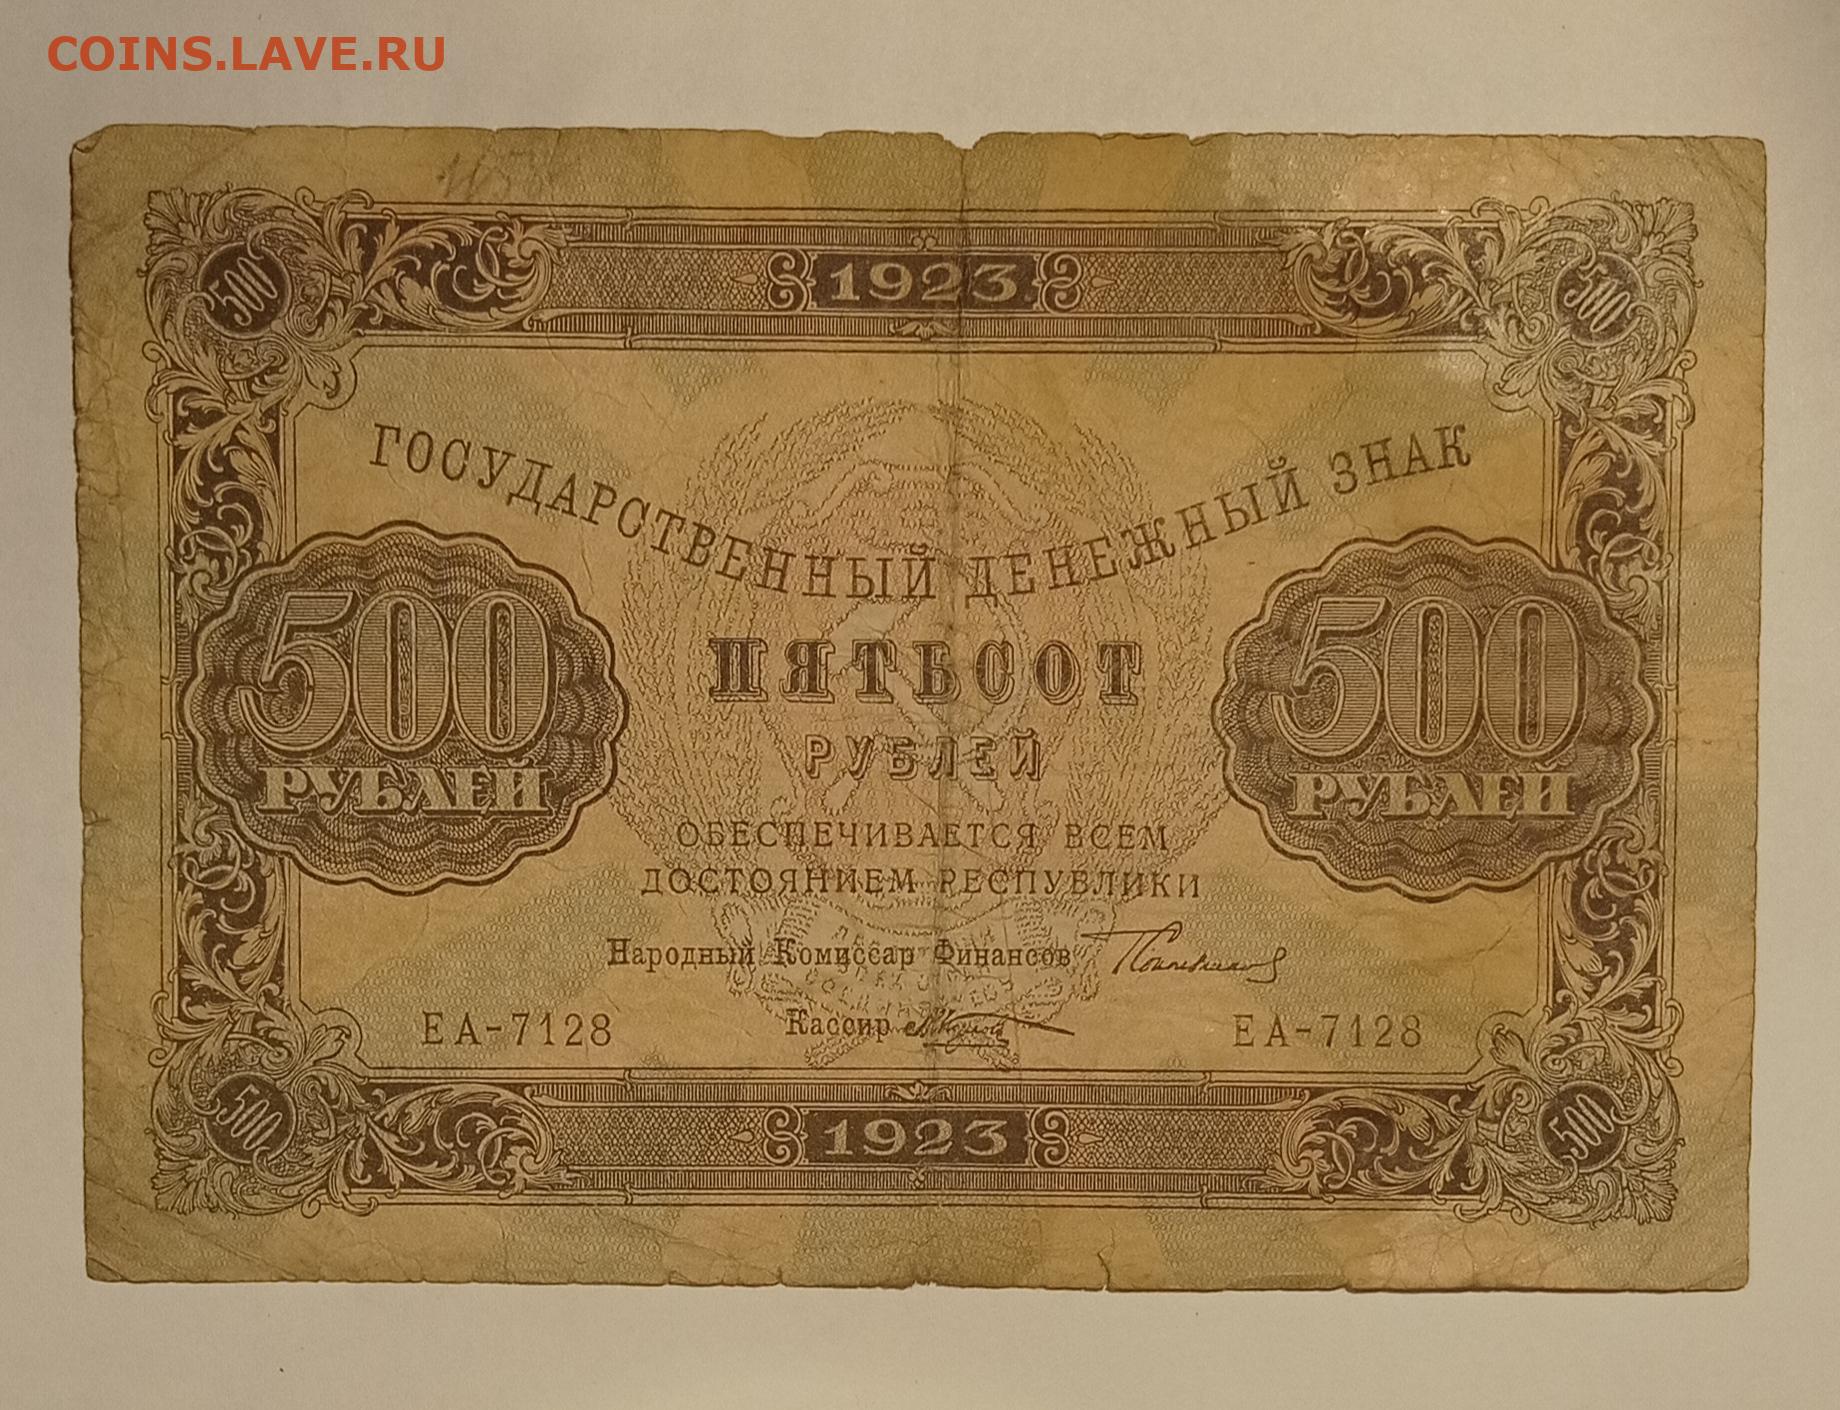 COINS.LAVE.RU
500 1923 500
ГОСУДАРСТВЕННЫЙ ДЕНЕЖНЫЙ ЗНАК
500 ПЯТЬСОТ 500
РУБЛЕЙ РУБЛЕЙ РУБЛЕЙ
ОБЕСПЕЧИВАЕТСЯ ВСЕМ
ДОСТОЯНИЕМ РЕСПУБЛИКИ
Народный Комиссар Финансов
ЕА-7128 Кассир ЕА-7128
500 1923 500